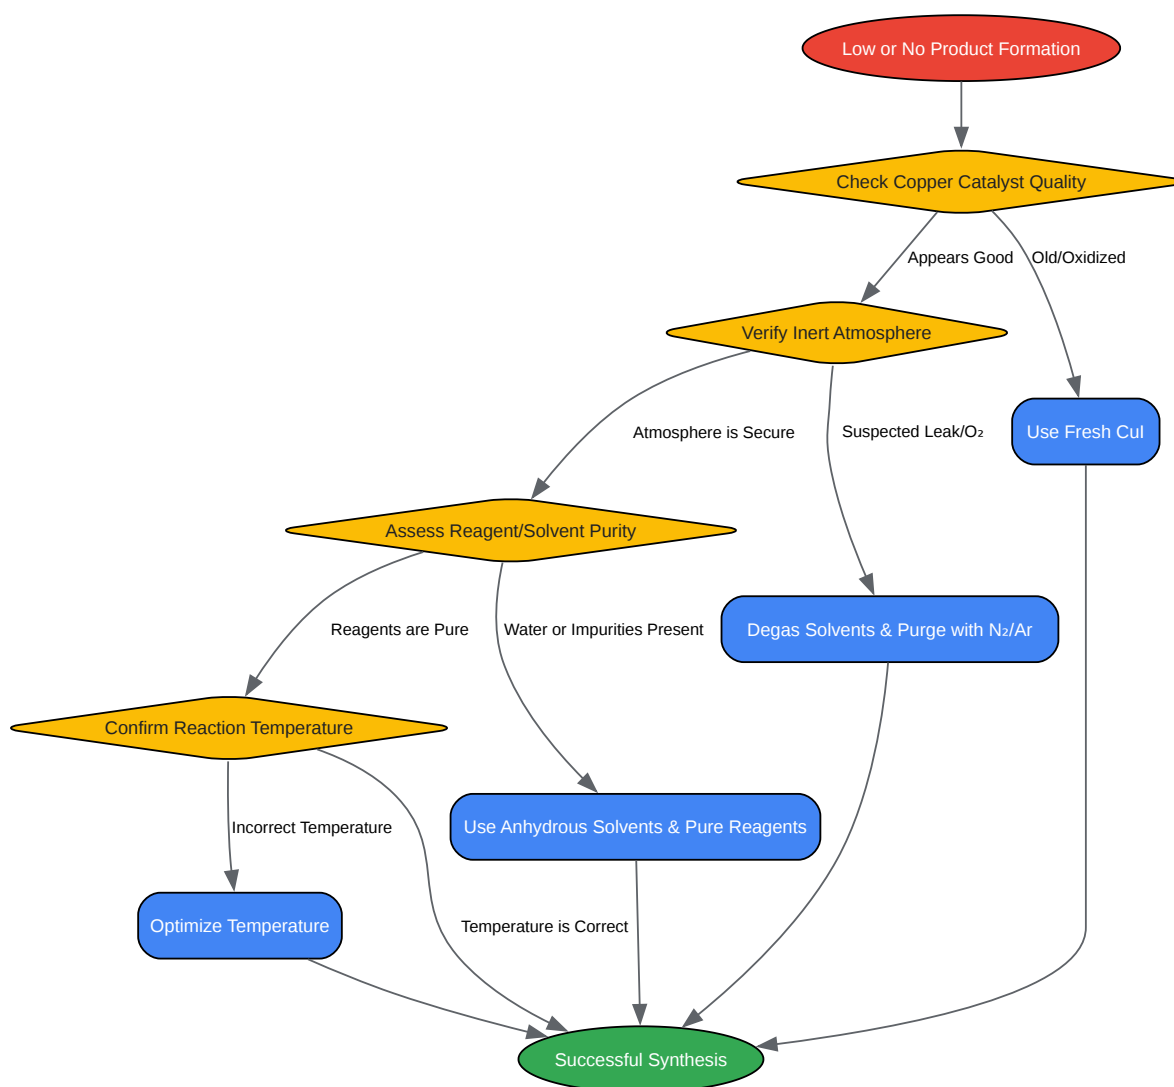 Low or No Product Formation
Check Copper Catalyst Quality
Appears Good
Old/Oxidized
Verify Inert Atmosphere
Atmosphere is Secure
Suspected Leak/O₂
Use Fresh CuI
Assess Reagent/Solvent Purity
Reagents are Pure
Water or Impurities Present
Degas Solvents & Purge with N₂/Ar
Confirm Reaction Temperature
Incorrect Temperature
Use Anhydrous Solvents & Pure Reagents
Optimize Temperature
Temperature is Correct
Successful Synthesis